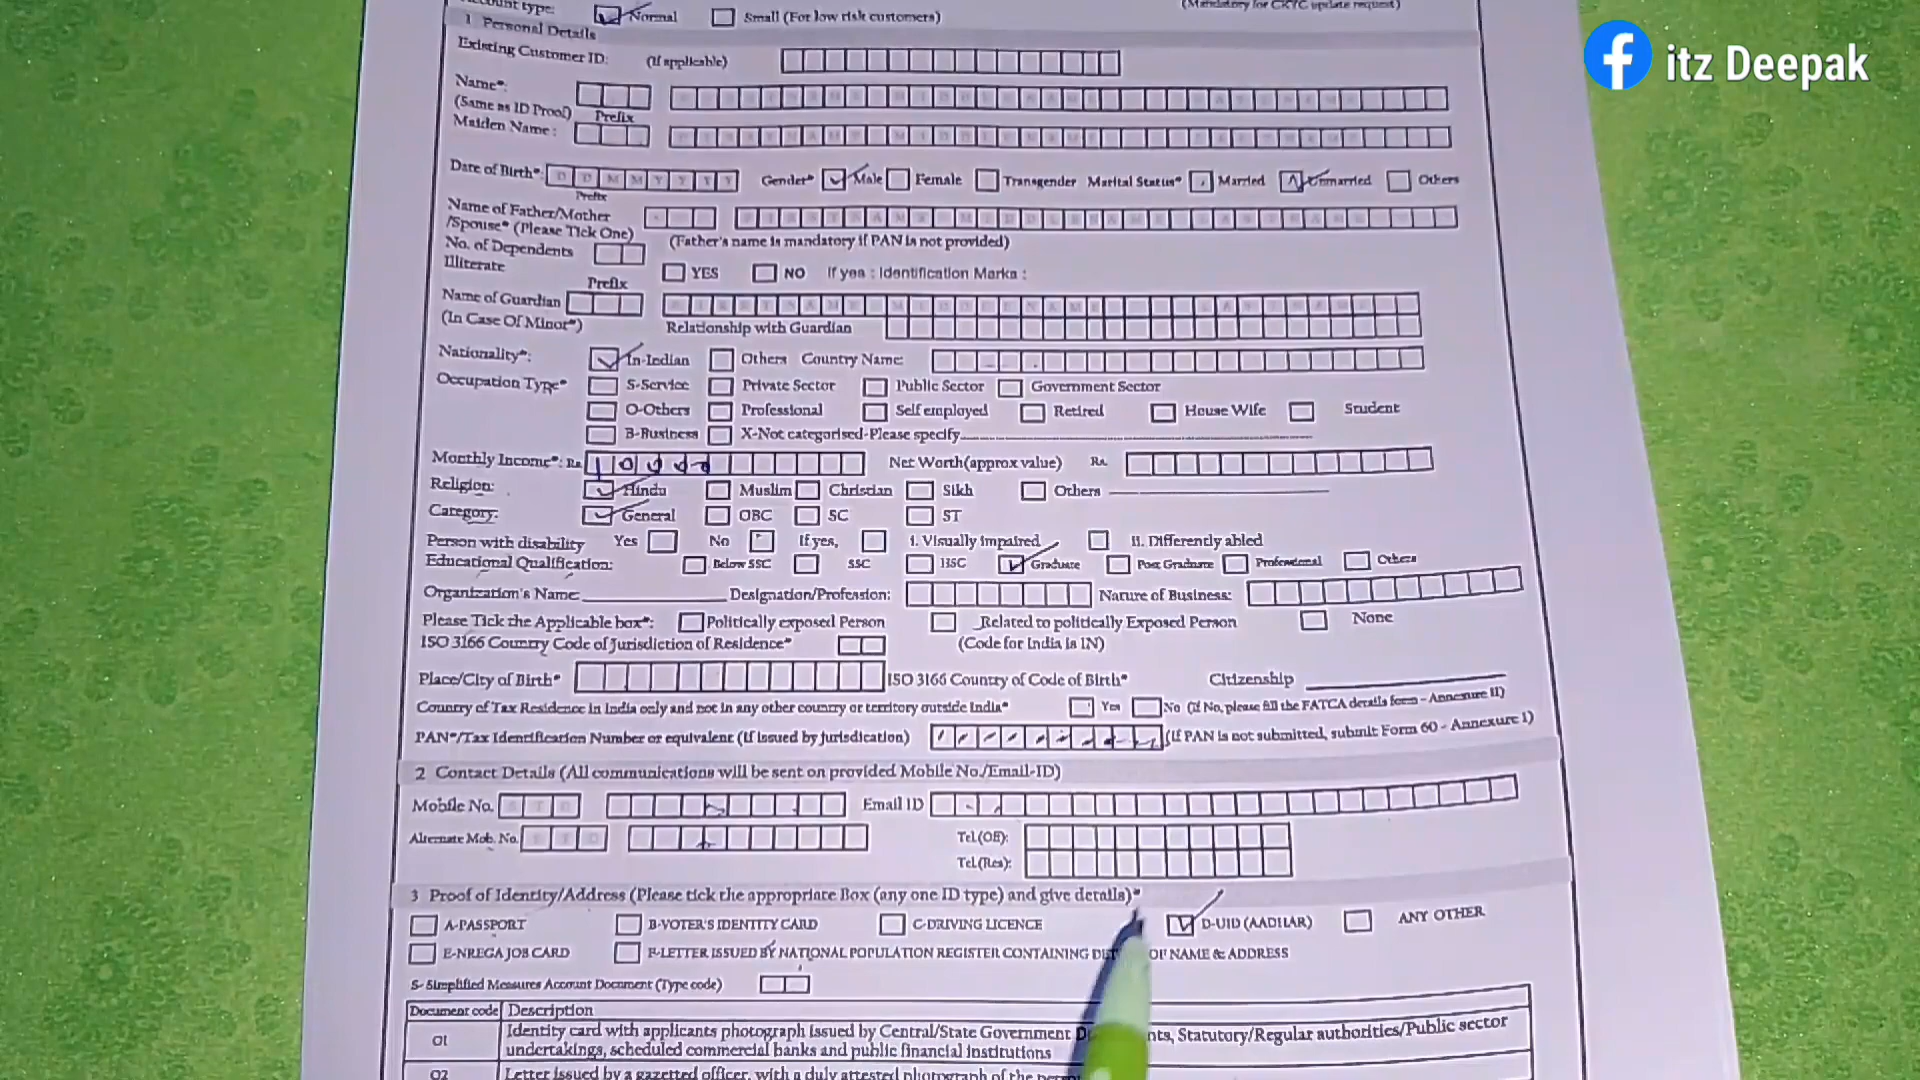 type: Normal Small (For low risk customers) (Mandatory for CKYC update request)
1 Personal Details
Existing Customer ID: (If applicable)
Name*:
(Same as ID Proof) Prefix
Maiden Name:
Date of Birth*: D D M M Y Y Y Y Gender* Male Female Transgender Marital Status* Married Unmarried Others
Prefix
Name of Father/Mother
/Spouse* (Please Tick One) (Father's name is mandatory if PAN is not provided)
No. of Dependents
Illiterate YES NO If yes : Identification Marks :
Prefix
Name of Guardian
(In Case Of Minor*) Relationship with Guardian
Nationality*: In-Indian Others Country Name:
Occupation Type* S-Service Private Sector Public Sector Government Sector
O-Others Professional Self employed Retired House Wife Student
B-Business X-Not categorised-Please specify
Monthly Income*: Rs. 10000 Net Worth(approx value) Rs.
Religion: Hindu Muslim Christian Sikh Others
Category: General OBC SC ST
Person with disability Yes No If yes, i. Visually impaired II. Differently abled
Educational Qualification: Below SSC SSC HSC Graduate Post Graduate Professional Others
Organization's Name Designation/Profession: Nature of Business:
Please Tick the Applicable box*: Politically exposed Person Related to politically Exposed Person None
ISO 3166 Country Code of Jurisdiction of Residence* (Code for India is IN)
Place/City of Birth* ISO 3166 Country of Code of Birth* Citizenship
Country of Tax Residence in India only and not in any other country or territory outside India* Yes No (If No, please fill the FATCA details form - Annexure II)
PAN*/Tax Identification Number or equivalent (If issued by jurisdication) (If PAN is not submitted, submit Form 60 - Annexure I)
2 Contact Details (All communications will be sent on provided Mobile No./Email-ID)
Mobile No. S T D Email ID
Alternate Mob. No. S T D Tel.(Off):
Tel.(Res):
3 Proof of Identity/Address (Please tick the appropriate Box (any one ID type) and give details)*
A-PASSPORT B-VOTER'S IDENTITY CARD C-DRIVING LICENCE D-UID (AADHAR) ANY OTHER
E-NREGA JOB CARD F-LETTER ISSUED BY NATIONAL POPULATION REGISTER CONTAINING OF NAME & ADDRESS
S- Simplified Measures Account Document (Type code)
Document code Description
01 Identity card with applicants photograph issued by Central/State Government Statutory/Regular authorities/Public sector
undertakings, scheduled commercial banks and public financial institutions
02 Letter issued by a gazetted officer, with a duly attested photograph of the
itz Deepak